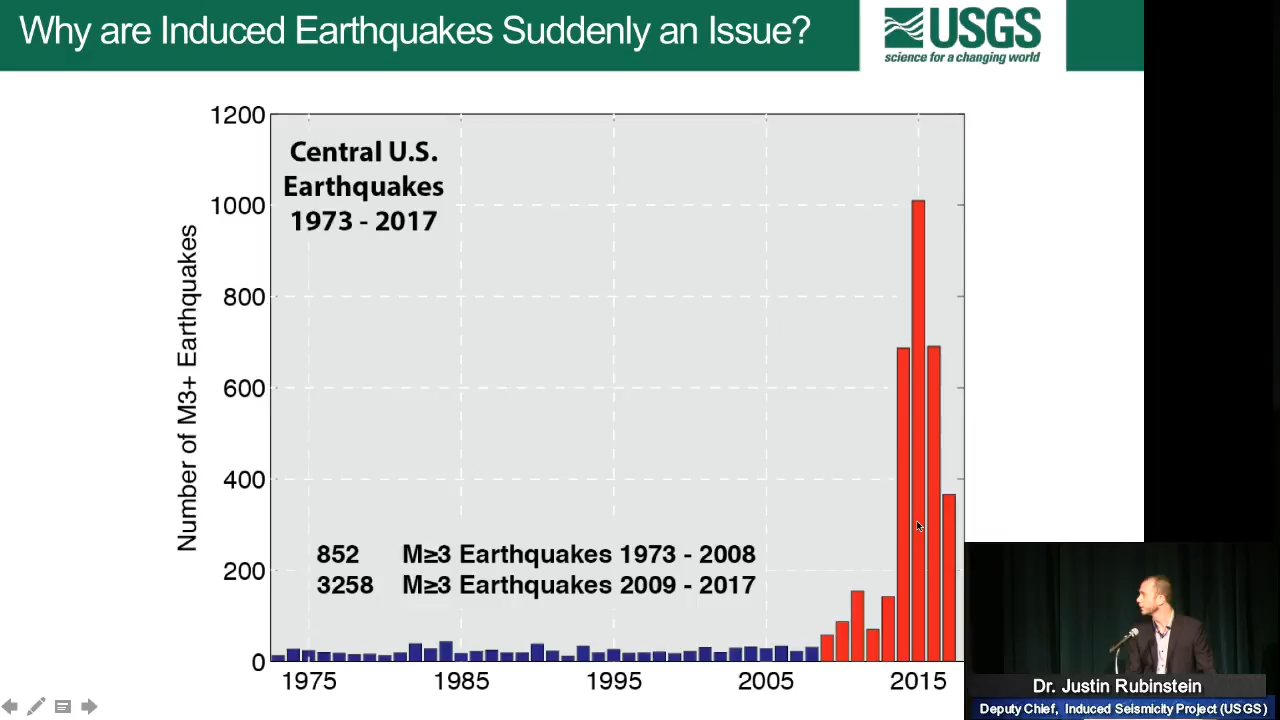 Why are Induced Earthquakes Suddenly an Issue?
USGS
science for a changing world
Central U.S.
Earthquakes
1973 - 2017
Number of M3+ Earthquakes
1200
1000
800
600
400
200
0
852 M≥3 Earthquakes 1973 - 2008
3258 M≥3 Earthquakes 2009 - 2017
1975 1985 1995 2005 2015
Dr. Justin Rubinstein
Deputy Chief, Induced Seismicity Project (USGS)